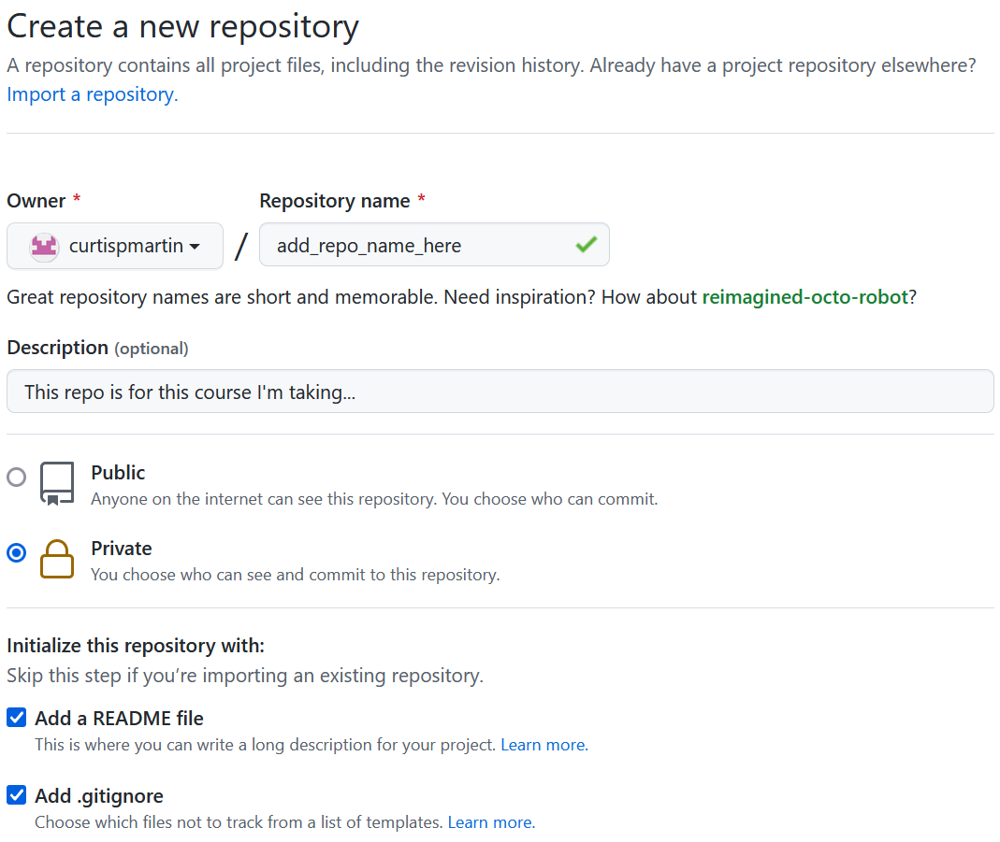 Create a new repository
A repository contains all project files, including the revision history. Already have a project repository elsewhere?
Import a repository.
Owner *
Repository name *
curtispmartin
/
add_repo_name_here
Great repository names are short and memorable. Need inspiration? How about reimagined-octo-robot?
Description (optional)
This repo is for this course I'm taking...
Public
Anyone on the internet can see this repository. You choose who can commit.
Private
You choose who can see and commit to this repository.
Initialize this repository with:
Skip this step if you’re importing an existing repository.
Add a README file
This is where you can write a long description for your project. Learn more.
Add .gitignore
Choose which files not to track from a list of templates. Learn more.